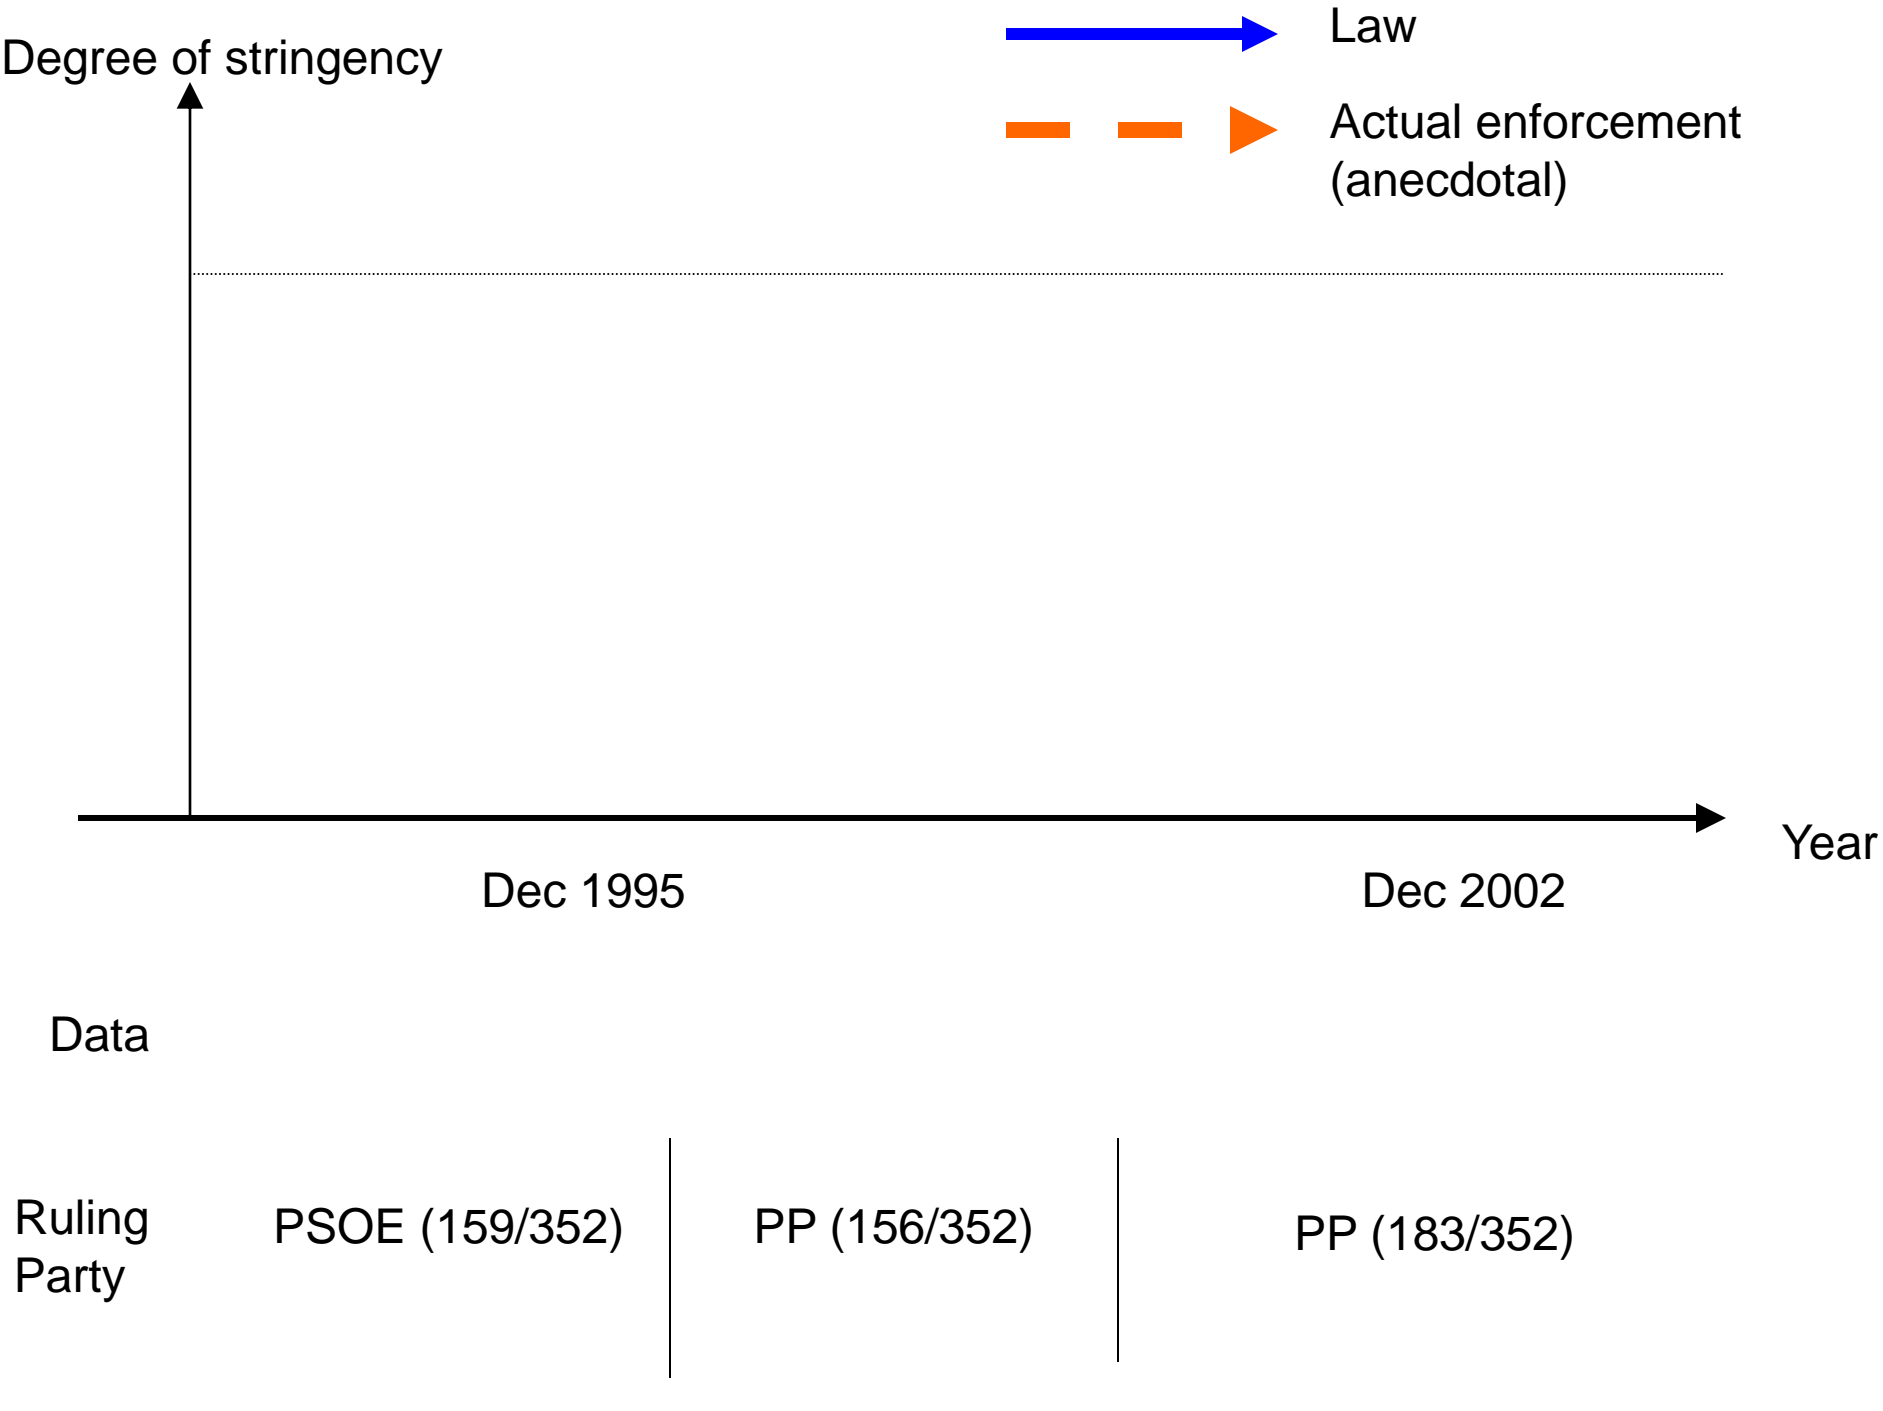 Law
Degree of stringency
Actual enforcement
(anecdotal)
Year
Dec 1995
Dec 2002
Data
Ruling
Party
PSOE (159/352)
PP (156/352)
PP (183/352)